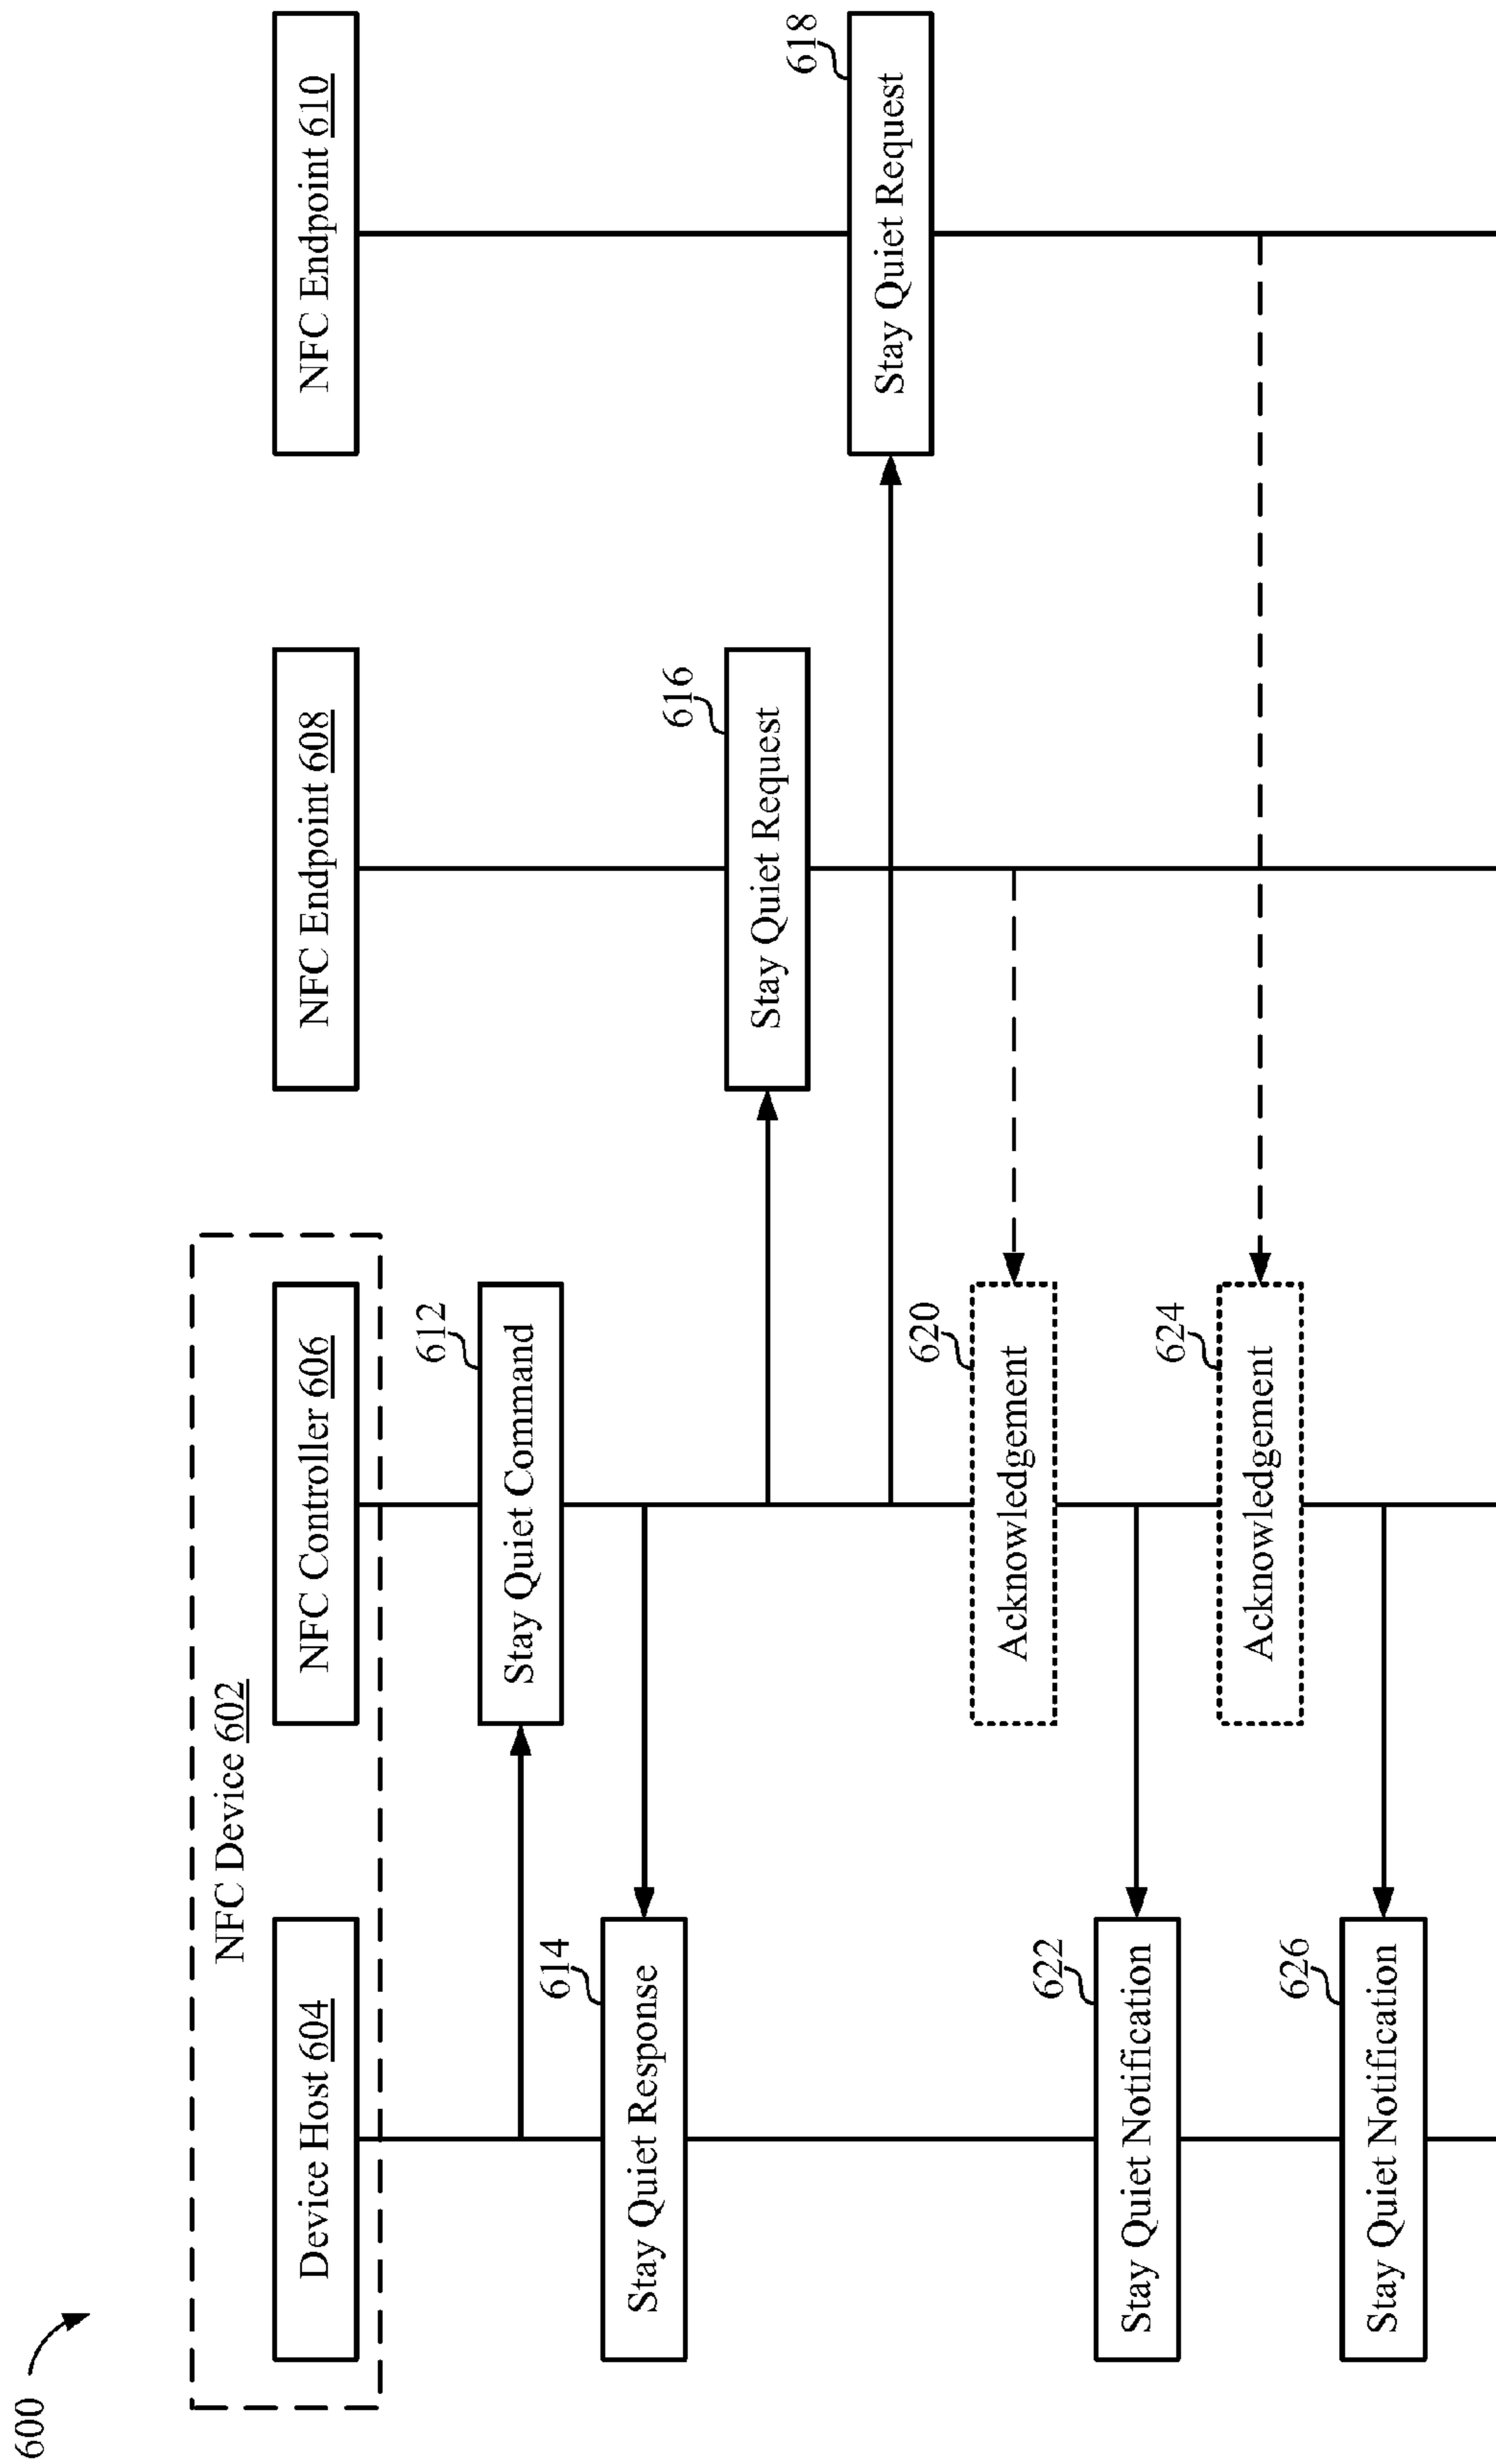 600
NFC Device 602
Device Host 604
NFC Controller 606
NFC Endpoint 608
NFC Endpoint 610
612
Stay Quiet Command
614
Stay Quiet Response
616
Stay Quiet Request
618
Stay Quiet Request
620
Acknowledgement
622
Stay Quiet Notification
624
Acknowledgement
626
Stay Quiet Notification